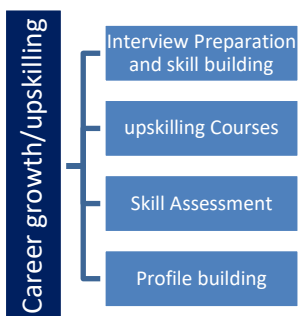 Career growth/upskilling
Interview Preparation
and skill building
upskilling Courses
Skill Assessment
Profile building